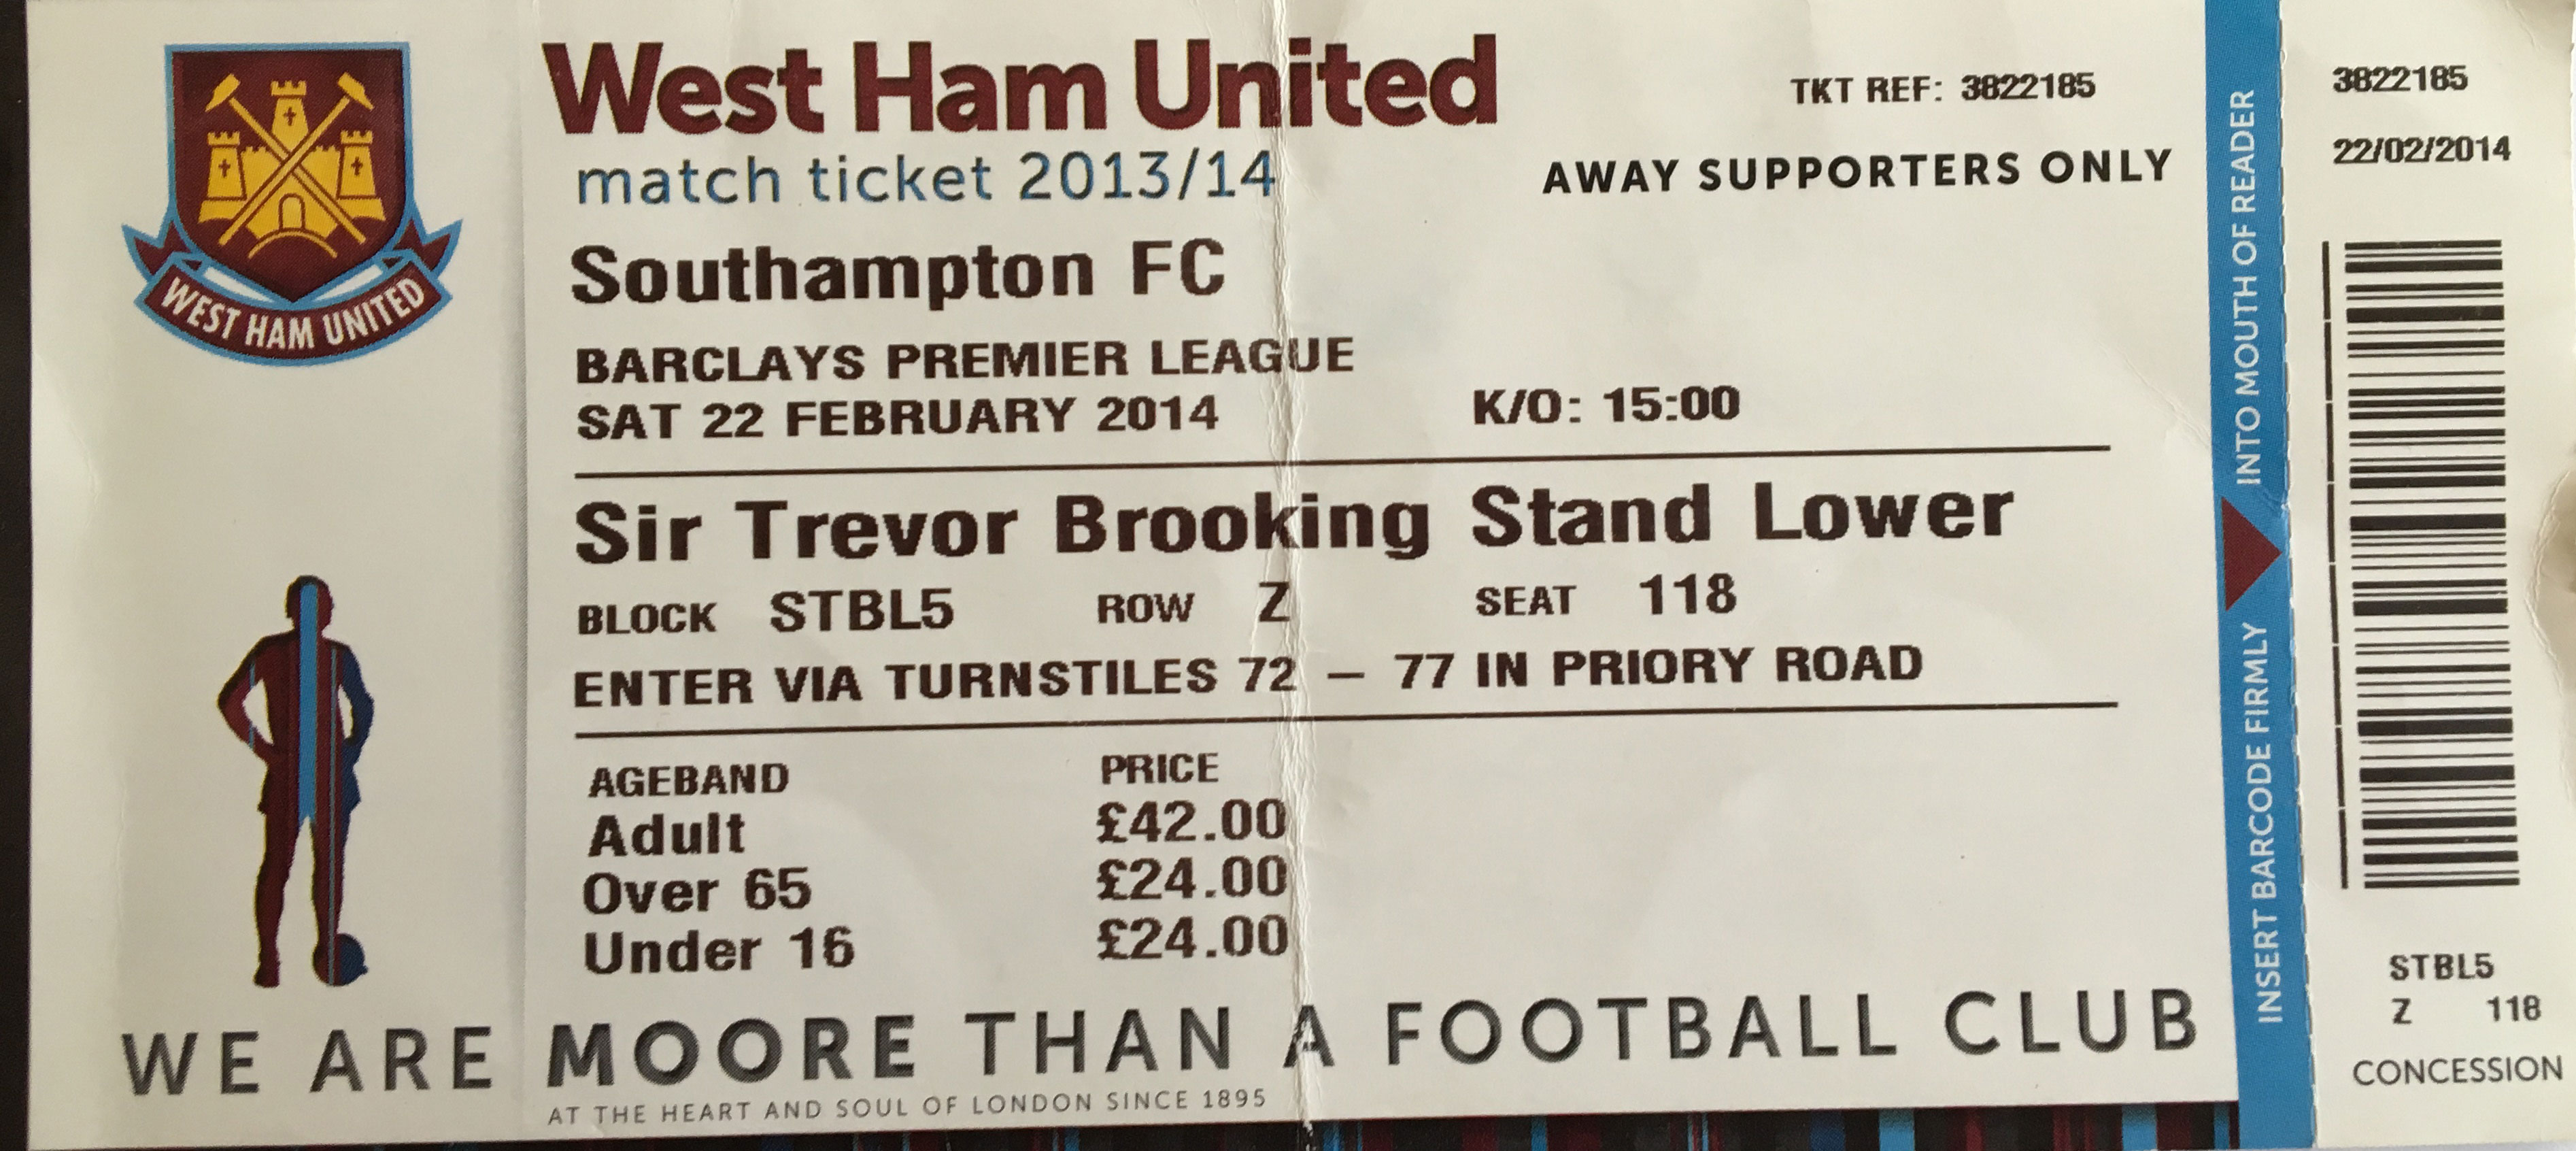 WEST HAM UNITED
West Ham United
match ticket 2013/14
TKT REF: 3822185
AWAY SUPPORTERS ONLY
Southampton FC
BARCLAYS PREMIER LEAGUE
SAT 22 FEBRUARY 2014 K/O: 15:00
Sir Trevor Brooking Stand Lower
BLOCK STBL5 ROW Z SEAT 118
ENTER VIA TURNSTILES 72 – 77 IN PRIORY ROAD
AGEBAND PRICE
Adult £42.00
Over 65 £24.00
Under 16 £24.00
WE ARE MOORE THAN A FOOTBALL CLUB
AT THE HEART AND SOUL OF LONDON SINCE 1895
INSERT BARCODE FIRMLY INTO MOUTH OF READER
3822185
22/02/2014
STBL5
Z 118
CONCESSION